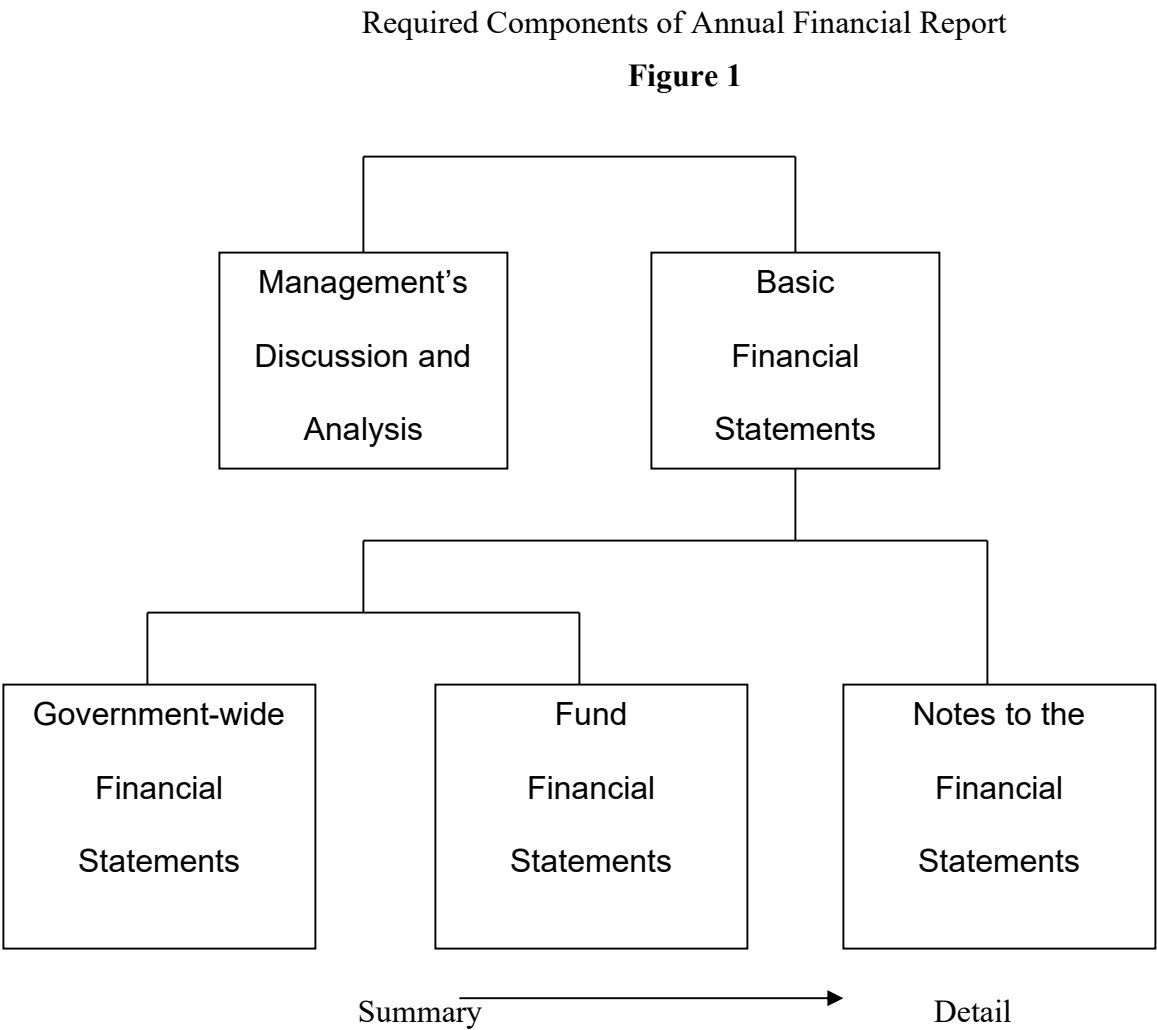 Required Components of Annual Financial Report
Figure 1
Management’s
Discussion and
Analysis
Basic
Financial
Statements
Government-wide
Financial
Statements
Fund
Financial
Statements
Notes to the
Financial
Statements
Summary
Detail